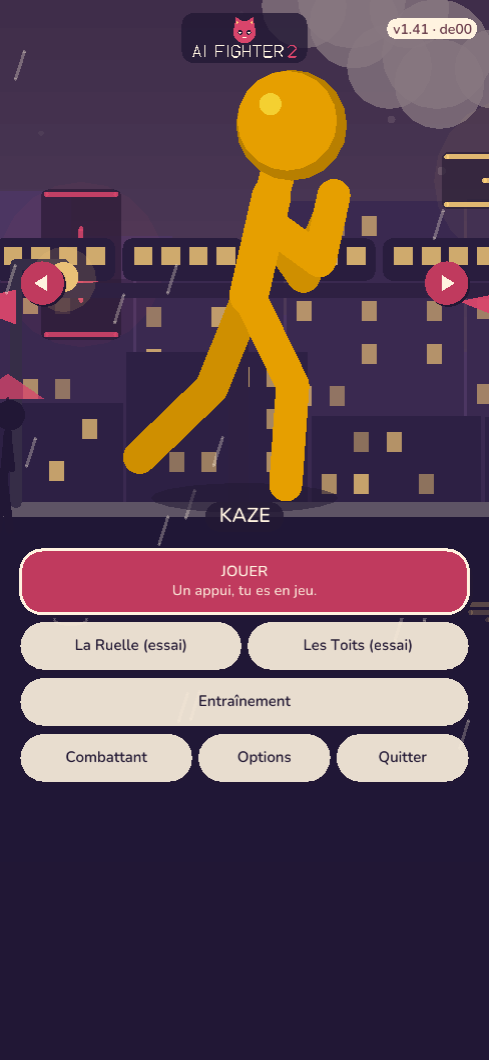 v1.41 · de00
AI FIGHTER 2
KAZE
JOUER
Un appui, tu es en jeu.
La Ruelle (essai)
Les Toits (essai)
Entraînement
Combattant
Options
Quitter